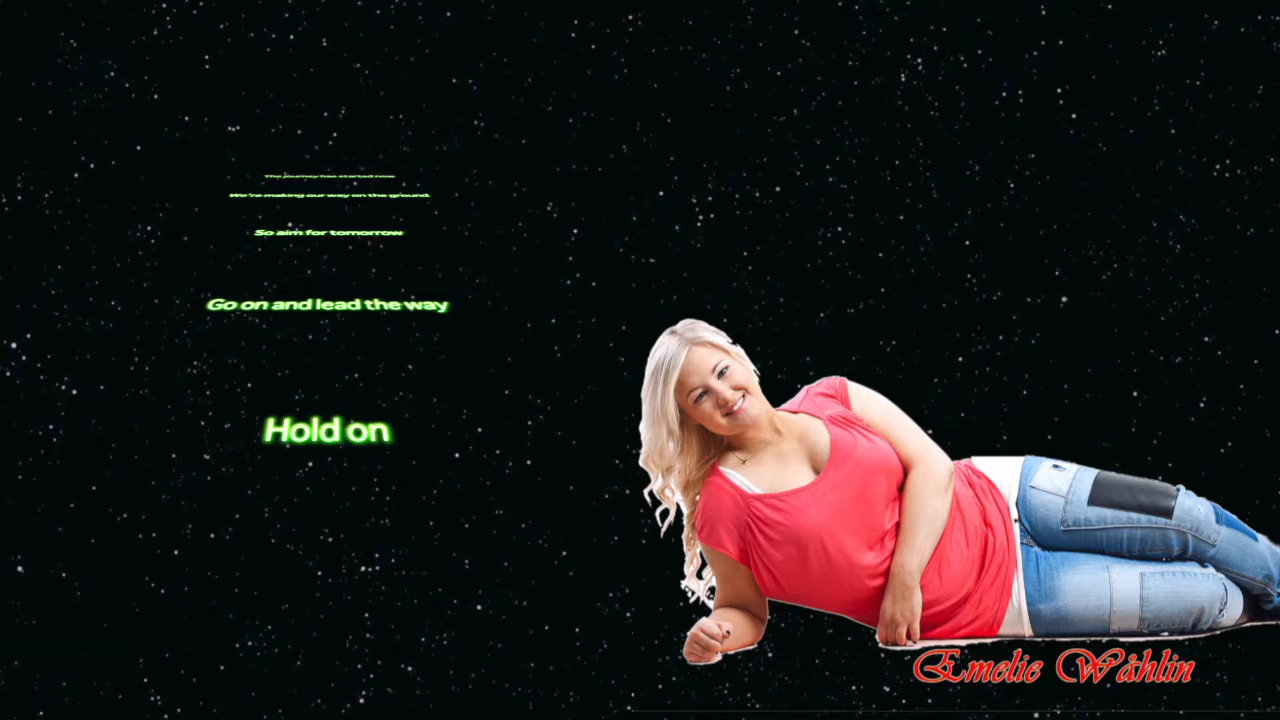 The journey has started now
We're making our way on the ground
So aim for tomorrow
Go on and lead the way
Hold on
Emelie Wåhlin